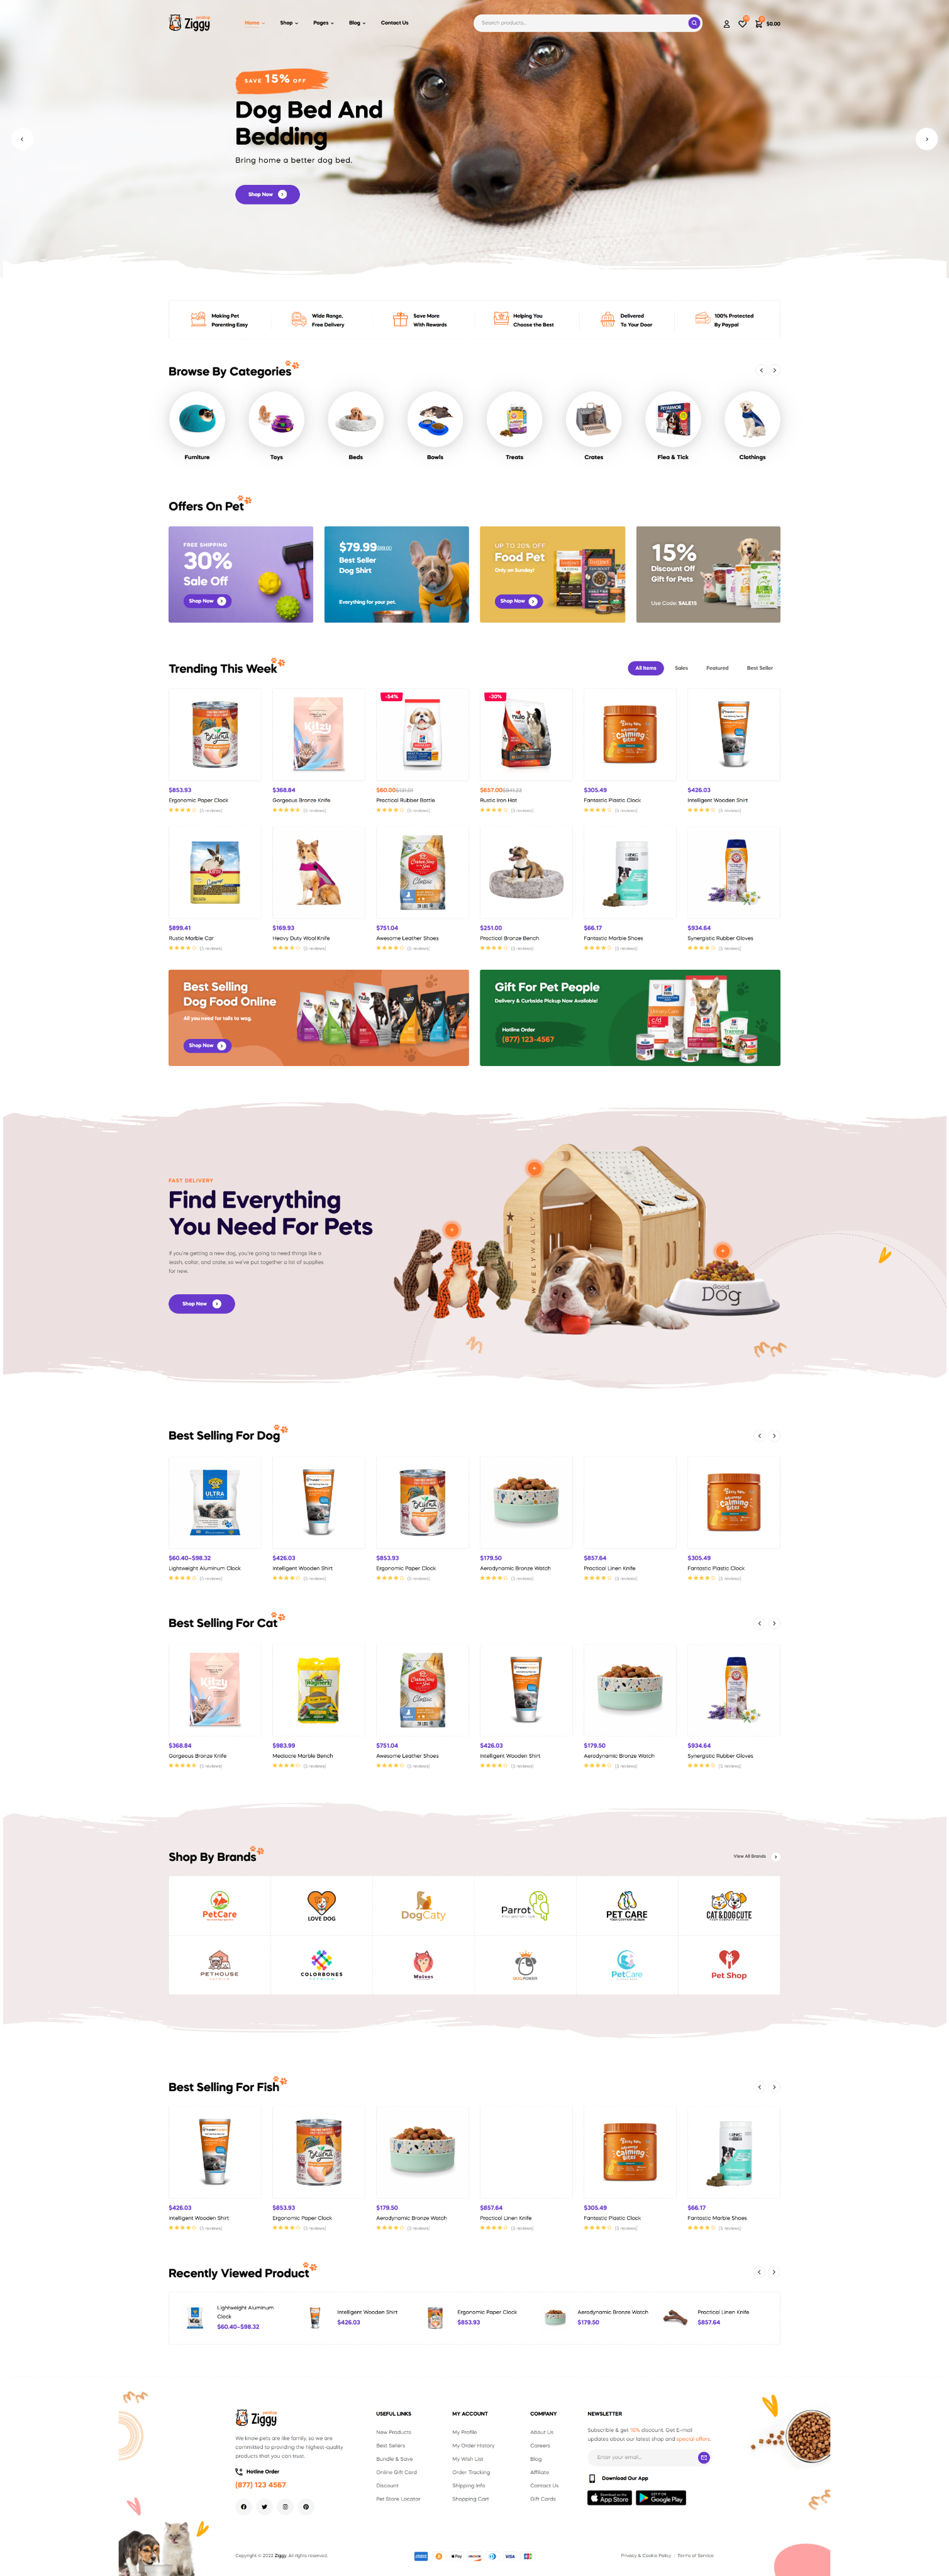 Ziggy
Home
Shop
Pages
Blog
Contact Us
Search products...
$0.00
SAVE 15% OFF
Dog Bed And
Bedding
Bring home a better dog bed.
Shop Now
Making Pet
Parenting Easy
Wide Range,
Free Delivery
Save More
With Rewards
Helping You
Choose the Best
Delivered
To Your Door
100% Protected
By Paypal
Browse By Categories
Furniture
Toys
Beds
Bowls
Treats
Crates
Flea & Tick
Clothings
Offers On Pet
FREE SHIPPING
30%
Sale Off
Shop Now
$79.99
Best Seller
Dog Shirt
Everything for your pet.
UP TO 20% OFF
Food Pet
Only on Sunday!
Shop Now
15%
Discount Off
Gift for Pets
Use Code: SALE15
Trending This Week
All Items
Sales
Featured
Best Seller
$853.93
Ergonomic Paper Clock
$368.84
Gorgeous Bronze Knife
-54%
$60.00
Practical Rubber Bottle
-30%
$657.00
Rustic Iron Hat
$305.49
Fantastic Plastic Clock
$426.03
Intelligent Wooden Shirt
$899.41
Rustic Marble Car
$169.93
Heavy Duty Wool Knife
$751.04
Awesome Leather Shoes
$251.00
Practical Bronze Bench
$66.17
Fantastic Marble Shoes
$934.64
Synergistic Rubber Gloves
Best Selling
Dog Food Online
All you need for tails to wag.
Shop Now
Gift For Pet People
Delivery & Curbside Pickup Now Available!
Hotline Order
(877) 123-4567
FAST DELIVERY
Find Everything
You Need For Pets
If you're getting a new dog, you're going to need things like a
leash, collar, and crate, so we've put together a list of supplies
for new.
Shop Now
WEELYWALLY
Good
Dog
Best Selling For Dog
ULTRA
$60.40–$98.32
Lightweight Aluminum Clock
$426.03
Intelligent Wooden Shirt
$853.93
Ergonomic Paper Clock
$179.50
Aerodynamic Bronze Watch
$857.64
Practical Linen Knife
$305.49
Fantastic Plastic Clock
Best Selling For Cat
$368.84
Gorgeous Bronze Knife
$983.99
Mediocre Marble Bench
$751.04
Awesome Leather Shoes
$426.03
Intelligent Wooden Shirt
$179.50
Aerodynamic Bronze Watch
$934.64
Synergistic Rubber Gloves
Shop By Brands
View All Brands
PetCare
LOVE DOG
DogCaty
Parrot
PET CARE
CAT&DOGCUTE
PETHOUSE
COLORBONES
Wolves
DOGPOWER
PetCare
Pet Shop
Best Selling For Fish
$426.03
Intelligent Wooden Shirt
$853.93
Ergonomic Paper Clock
$179.50
Aerodynamic Bronze Watch
$857.64
Practical Linen Knife
$305.49
Fantastic Plastic Clock
$66.17
Fantastic Marble Shoes
Recently Viewed Product
Lightweight Aluminum
Clock
$60.40–$98.32
Intelligent Wooden Shirt
$426.03
Ergonomic Paper Clock
$853.93
Aerodynamic Bronze Watch
$179.50
Practical Linen Knife
$857.64
Ziggy
We know pets are like family, so we are
committed to providing the highest-quality
products that you can trust.
Hotline Order
(877) 123 4567
USEFUL LINKS
New Products
Best Sellers
Bundle & Save
Online Gift Card
Discount
Pet Store Locator
MY ACCOUNT
My Profile
My Order History
My Wish List
Order Tracking
Shipping Info
Shopping Cart
COMPANY
About Us
Careers
Blog
Affiliate
Contact Us
Gift Cards
NEWSLETTER
Subscribe & get 10% discount. Get E-mail
updates about our latest shop and special offers.
Enter your email...
Download Our App
App Store
Google Play
Copyright © 2022 Ziggy. All rights reserved.
Privacy & Cookie Policy | Terms of Service